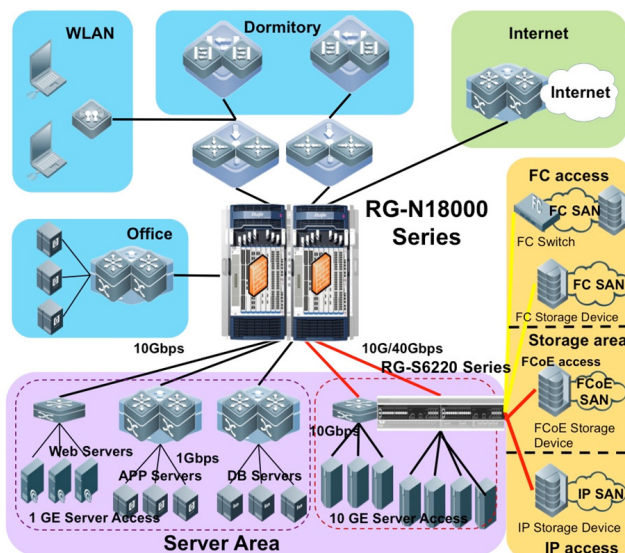 WLAN
Dormitory
Internet
Internet
FC access
FC
FC SAN
FC Switch
RG-N18000
Series
Office
FC SAN
FC Storage Device
Storage area
10Gbps
10G/40Gbps
RG-S6220 Series
FCoE access
FCoE
SAN
FCoE Storage
Device
10Gbps
Web Servers
1Gbps
APP Servers
DB Servers
1 GE Server Access
10 GE Server Access
IP SAN
IP Storage Device
Server Area
IP access